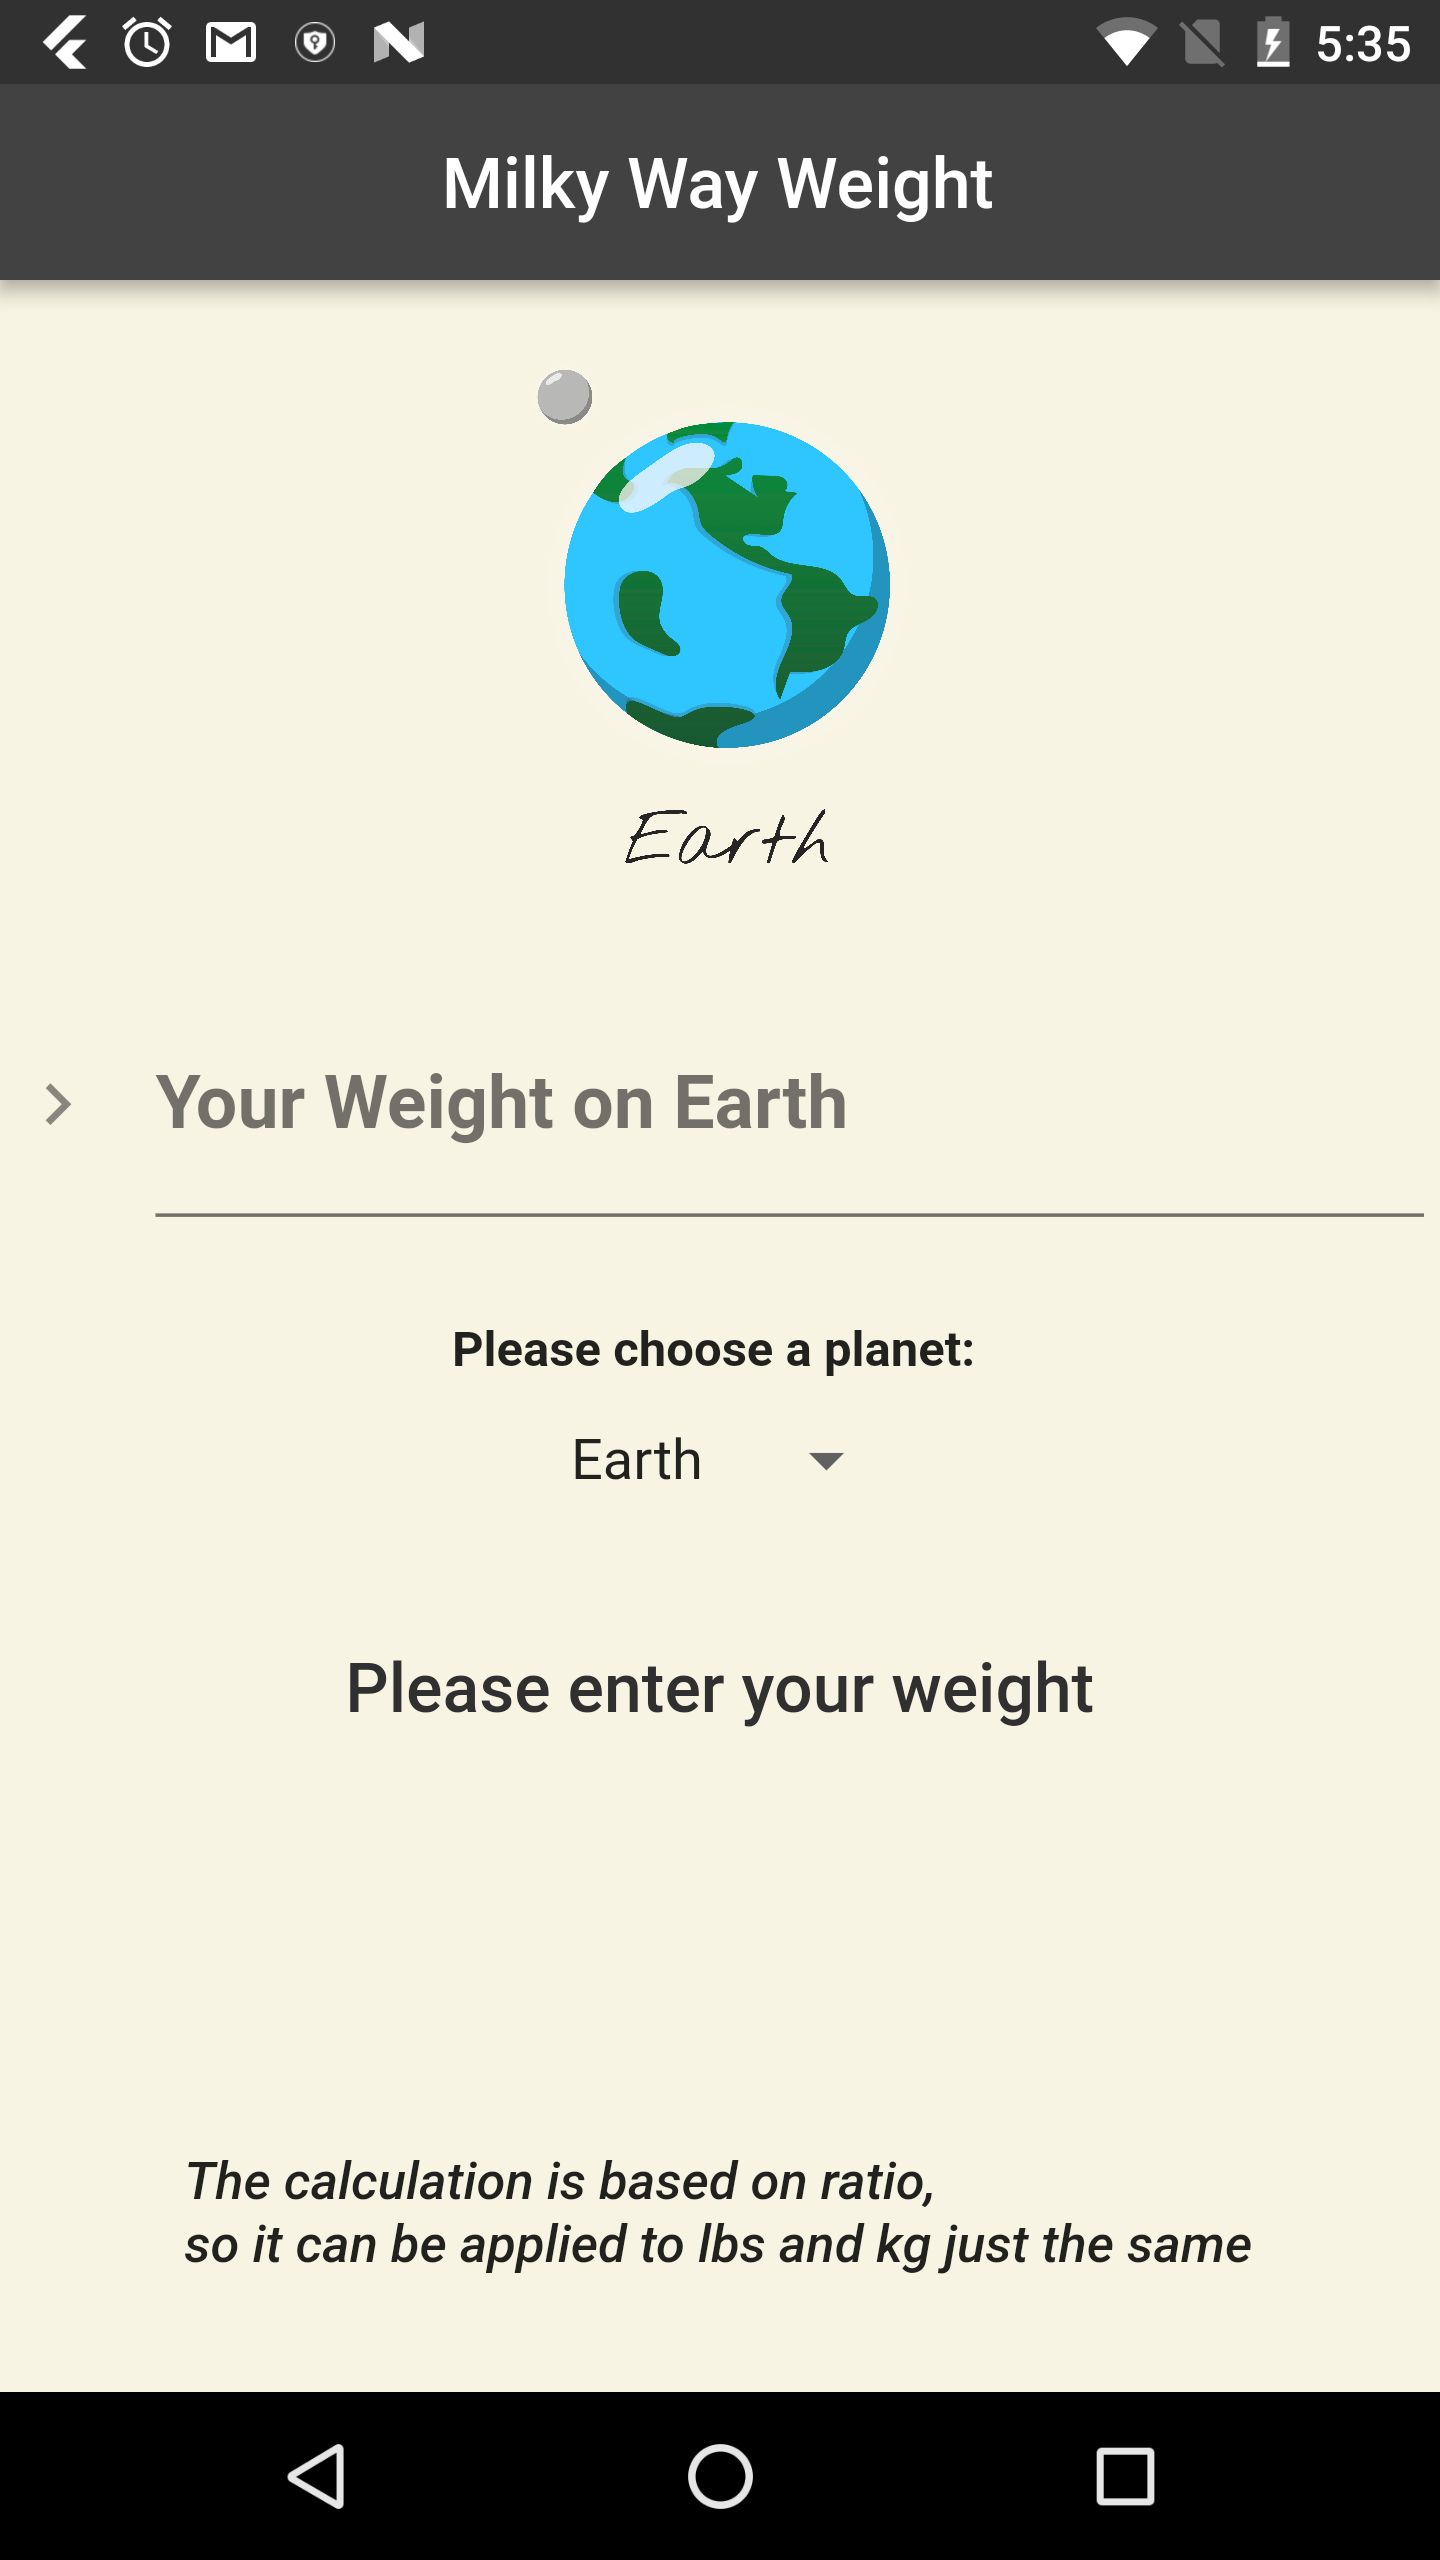 5:35
Milky Way Weight
Earth
Your Weight on Earth
Please choose a planet:
Earth
Please enter your weight
The calculation is based on ratio,
so it can be applied to lbs and kg just the same